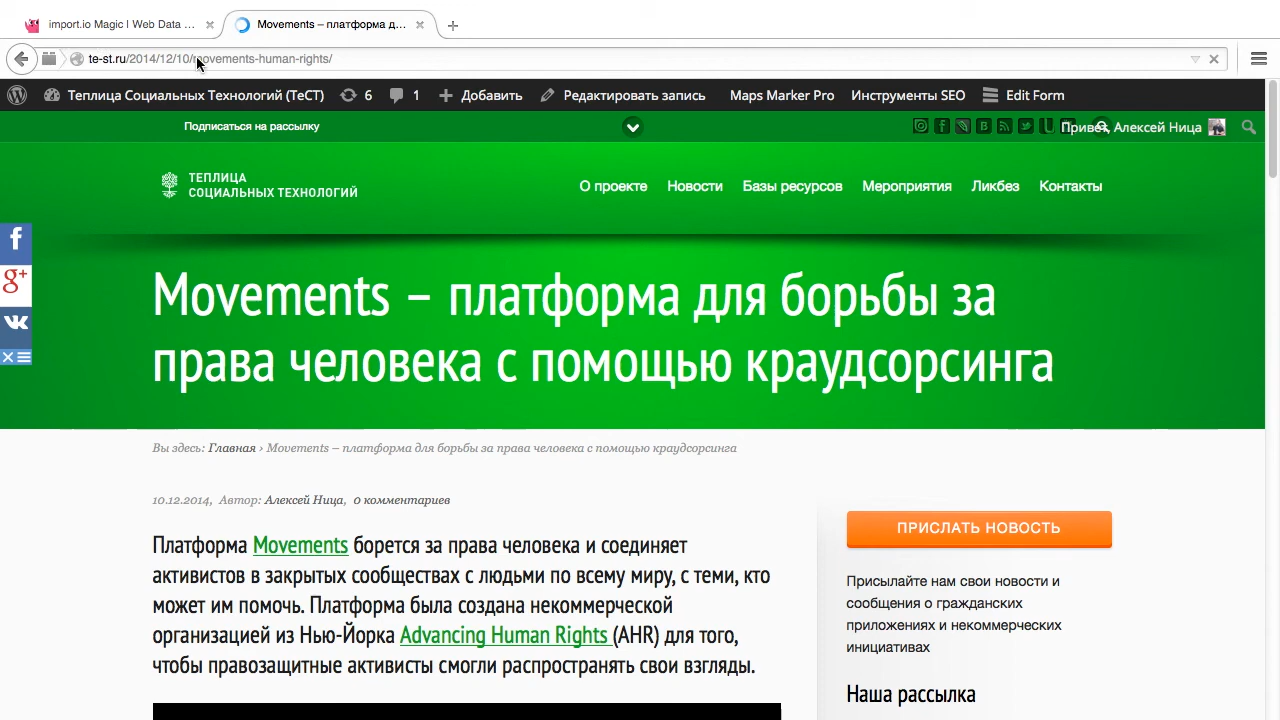 import.io Magic | Web Data ...
Movements – платформа д...
te-st.ru/2014/12/10/movements-human-rights/
Теплица Социальных Технологий (ТеСТ) 6 1 Добавить Редактировать запись Maps Marker Pro Инструменты SEO Edit Form
Подписаться на рассылку
Привет, Алексей Ница
ТЕПЛИЦА
СОЦИАЛЬНЫХ ТЕХНОЛОГИЙ
О проекте Новости Базы ресурсов Мероприятия Ликбез Контакты
Movements – платформа для борьбы за
права человека с помощью краудсорсинга
Вы здесь: Главная › Movements – платформа для борьбы за права человека с помощью краудсорсинга
10.12.2014, Автор: Алексей Ница, 0 комментариев
Платформа Movements борется за права человека и соединяет
активистов в закрытых сообществах с людьми по всему миру, с теми, кто
может им помочь. Платформа была создана некоммерческой
организацией из Нью-Йорка Advancing Human Rights (AHR) для того,
чтобы правозащитные активисты смогли распространять свои взгляды.
ПРИСЛАТЬ НОВОСТЬ
Присылайте нам свои новости и
сообщения о гражданских
приложениях и некоммерческих
инициативах
Наша рассылка